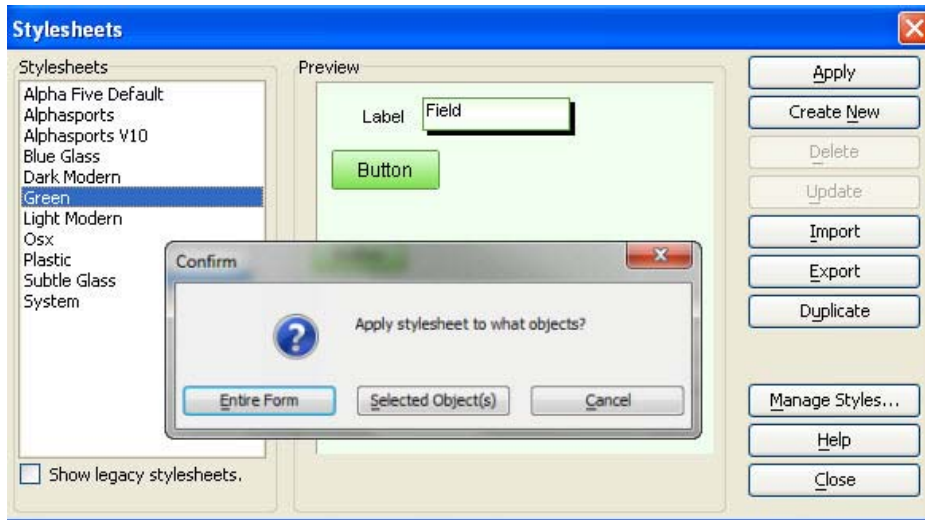 Stylesheets
Stylesheets
Alpha Five Default
Alphasports
Alphasports V10
Blue Glass
Dark Modern
Green
Light Modern
Osx
Plastic
Subtle Glass
System
Show legacy stylesheets.
Preview
Label
Field
Button
Confirm
Apply stylesheet to what objects?
Entire Form
Selected Object(s)
Cancel
Apply
Create New
Delete
Update
Import
Export
Duplicate
Manage Styles...
Help
Close